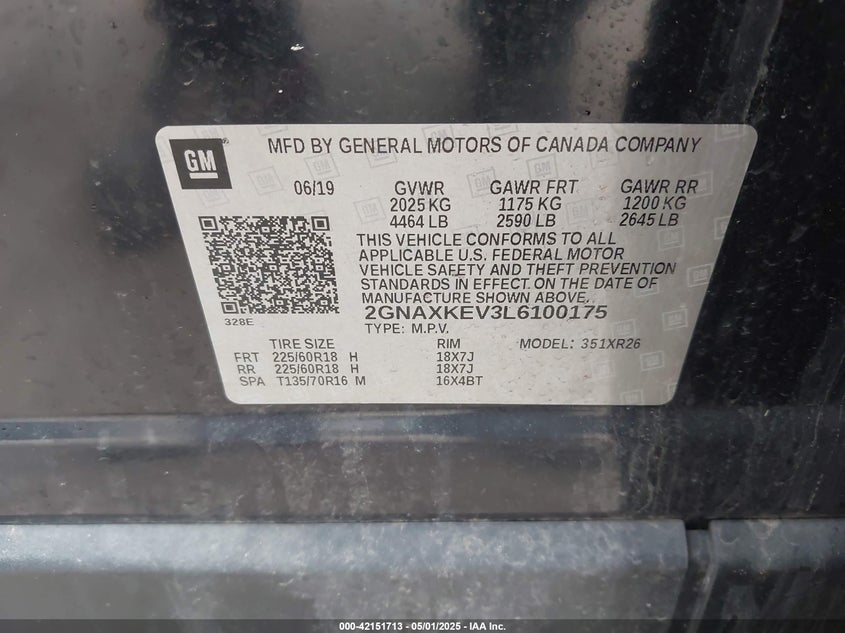 GM
MFD BY GENERAL MOTORS OF CANADA COMPANY
06/19 GVWR GAWR FRT GAWR RR
2025 KG 1175 KG 1200 KG
4464 LB 2590 LB 2645 LB
THIS VEHICLE CONFORMS TO ALL
APPLICABLE U.S. FEDERAL MOTOR
VEHICLE SAFETY AND THEFT PREVENTION
STANDARDS IN EFFECT ON THE DATE OF
MANUFACTURE SHOWN ABOVE.
2GNAXKEV3L6100175
328E
TYPE: M.P.V.
TIRE SIZE RIM MODEL: 351XR26
FRT 225/60R18 H 18X7J
RR 225/60R18 H 18X7J
SPA T135/70R16 M 16X4BT
000-42151713 - 05/01/2025 - IAA Inc.